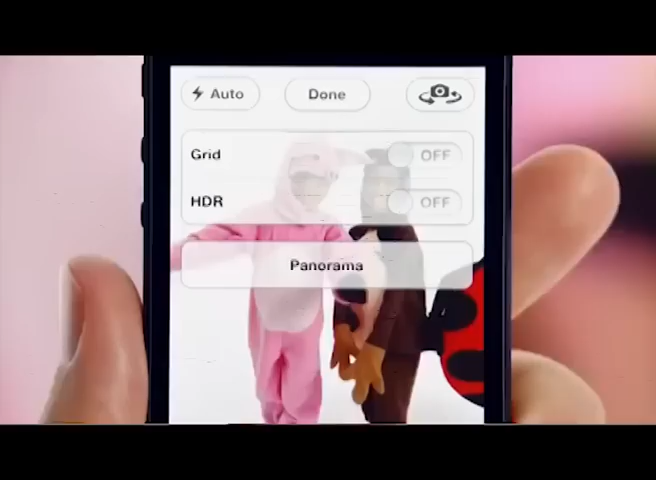 Auto
Done
Grid
OFF
HDR
OFF
Panorama